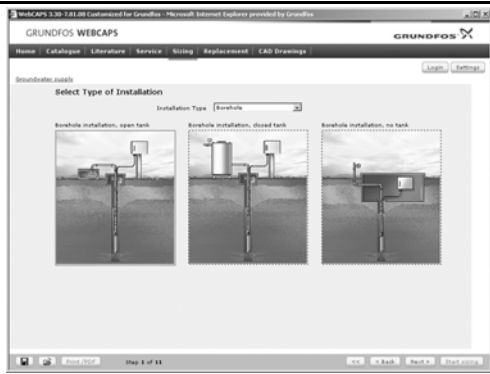 WebCAPS 3.30-7.01.08 Customized for Grundfos - Microsoft Internet Explorer provided by Grundfos
GRUNDFOS WEBCAPS
GRUNDFOS
Home Catalogue Literature Service Sizing Replacement CAD Drawings
Login Settings
Groundwater supply
Select Type of Installation
Installation Type Borehole
Borehole installation, open tank Borehole installation, closed tank Borehole installation, no tank
Print /PDF Step 1 of 11 << < Back Next > Start sizing